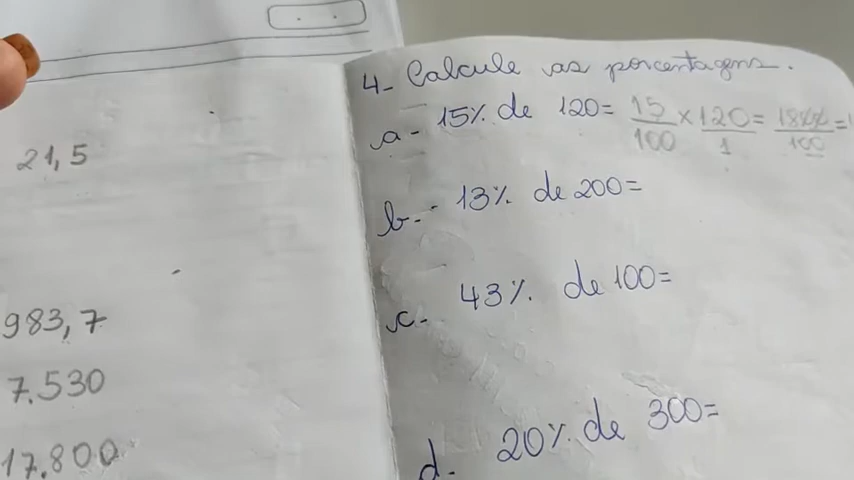 21,5
983,7
7.530
17.800
4- Calcule as porcentagens.
a- 15% de 120= 15/100 x 120/1 = 1800/100 =1
b- 13% de 200=
c- 43% de 100=
d- 20% de 300=